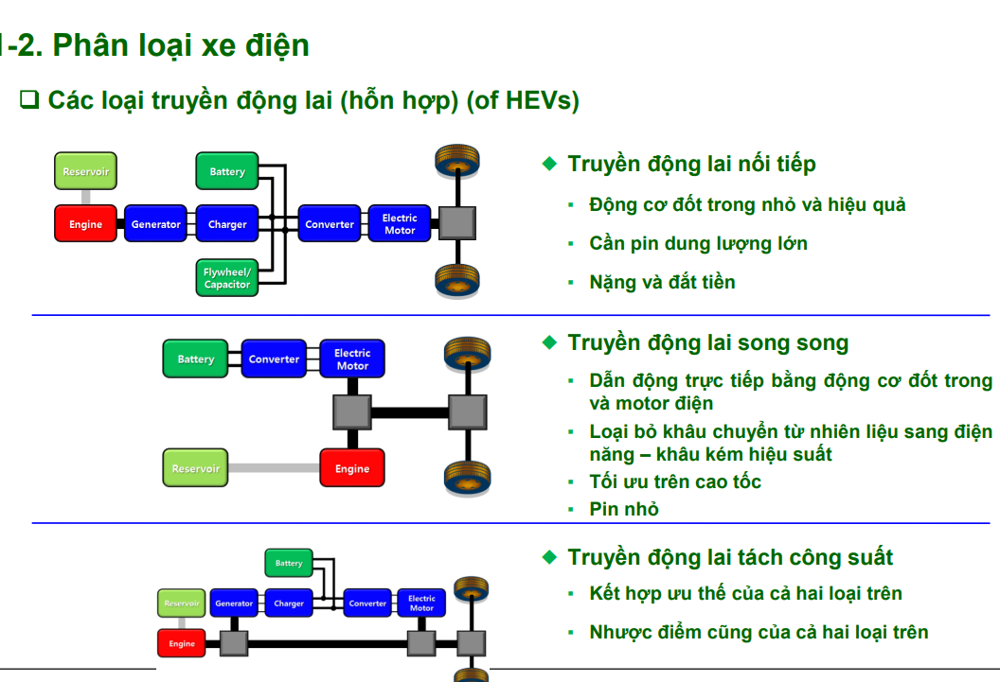 1-2. Phân loại xe điện
❑ Các loại truyền động lai (hỗn hợp) (of HEVs)
Reservoir
Battery
Engine
Generator
Charger
Converter
Electric
Motor
Flywheel/
Capacitor
◆ Truyền động lai nối tiếp
▪ Động cơ đốt trong nhỏ và hiệu quả
▪ Cần pin dung lượng lớn
▪ Nặng và đắt tiền
Battery
Converter
Electric
Motor
Reservoir
Engine
◆ Truyền động lai song song
▪ Dẫn động trực tiếp bằng động cơ đốt trong
và motor điện
▪ Loại bỏ khâu chuyển từ nhiên liệu sang điện
năng – khâu kém hiệu suất
▪ Tối ưu trên cao tốc
▪ Pin nhỏ
Battery
Reservoir
Generator
Charger
Converter
Electric
Motor
Engine
◆ Truyền động lai tách công suất
▪ Kết hợp ưu thế của cả hai loại trên
▪ Nhược điểm cũng của cả hai loại trên